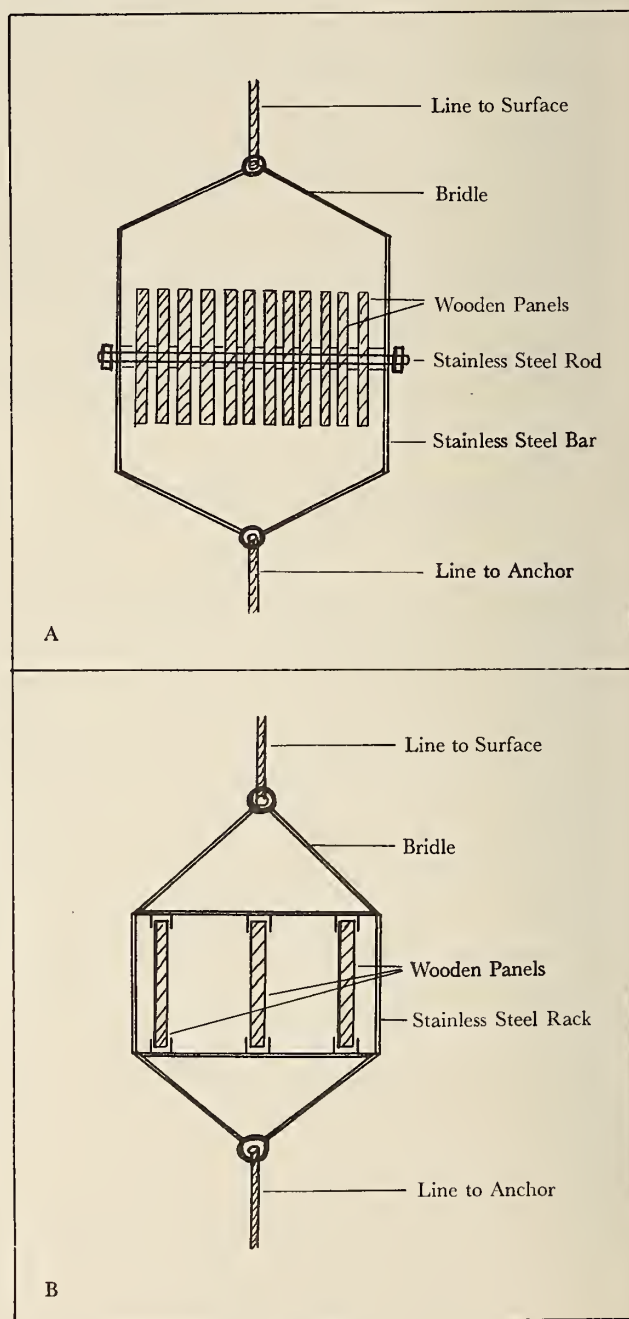 Line to Surface
Bridle
Wooden Panels
Stainless Steel Rod
Stainless Steel Bar
Line to Anchor
A
Line to Surface
Bridle
Wooden Panels
Stainless Steel Rack
Line to Anchor
B